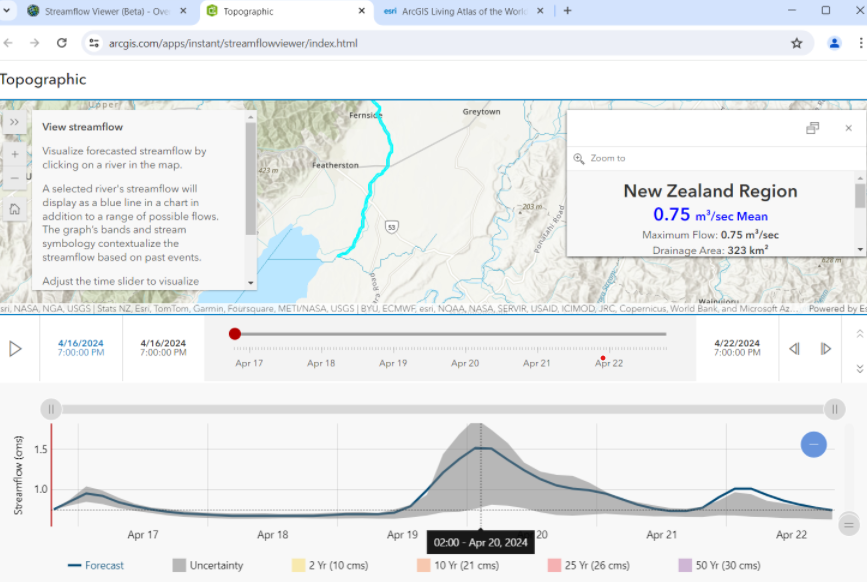 Streamflow Viewer (Beta) - Ove
Topographic
esri ArcGIS Living Atlas of the World
arcgis.com/apps/instant/streamflowviewer/index.html
Topographic
Upper
Fernside
Greytown
View streamflow
Visualize forecasted streamflow by
clicking on a river in the map.
Featherston
473 m
A selected river's streamflow will
display as a blue line in a chart in
addition to a range of possible flows.
The graph's bands and stream
symbology contextualize the
streamflow based on past events.
Adjust the time slider to visualize
53
203 m
Ponatahi Road
Zoom to
New Zealand Region
0.75 m³/sec Mean
Maximum Flow: 0.75 m³/sec
Drainage Area: 323 km²
628 m
esri, NASA, NGA, USGS | Stats NZ, Esri, TomTom, Garmin, Foursquare, METI/NASA, USGS | BYU, ECMWF, esri, NOAA, NASA, SERVIR, USAID, ICIMOD, JRC, Copernicus, World Bank, and Microsoft Az... Powered by Es
4/16/2024
7:00:00 PM
4/16/2024
7:00:00 PM
Apr 17 Apr 18 Apr 19 Apr 20 Apr 21 Apr 22
4/22/2024
7:00:00 PM
Streamflow (cms)
1.5
1.0
Apr 17 Apr 18 Apr 19 20 Apr 21 Apr 22
02:00 - Apr 20, 2024
Forecast Uncertainty 2 Yr (10 cms) 10 Yr (21 cms) 25 Yr (26 cms) 50 Yr (30 cms)